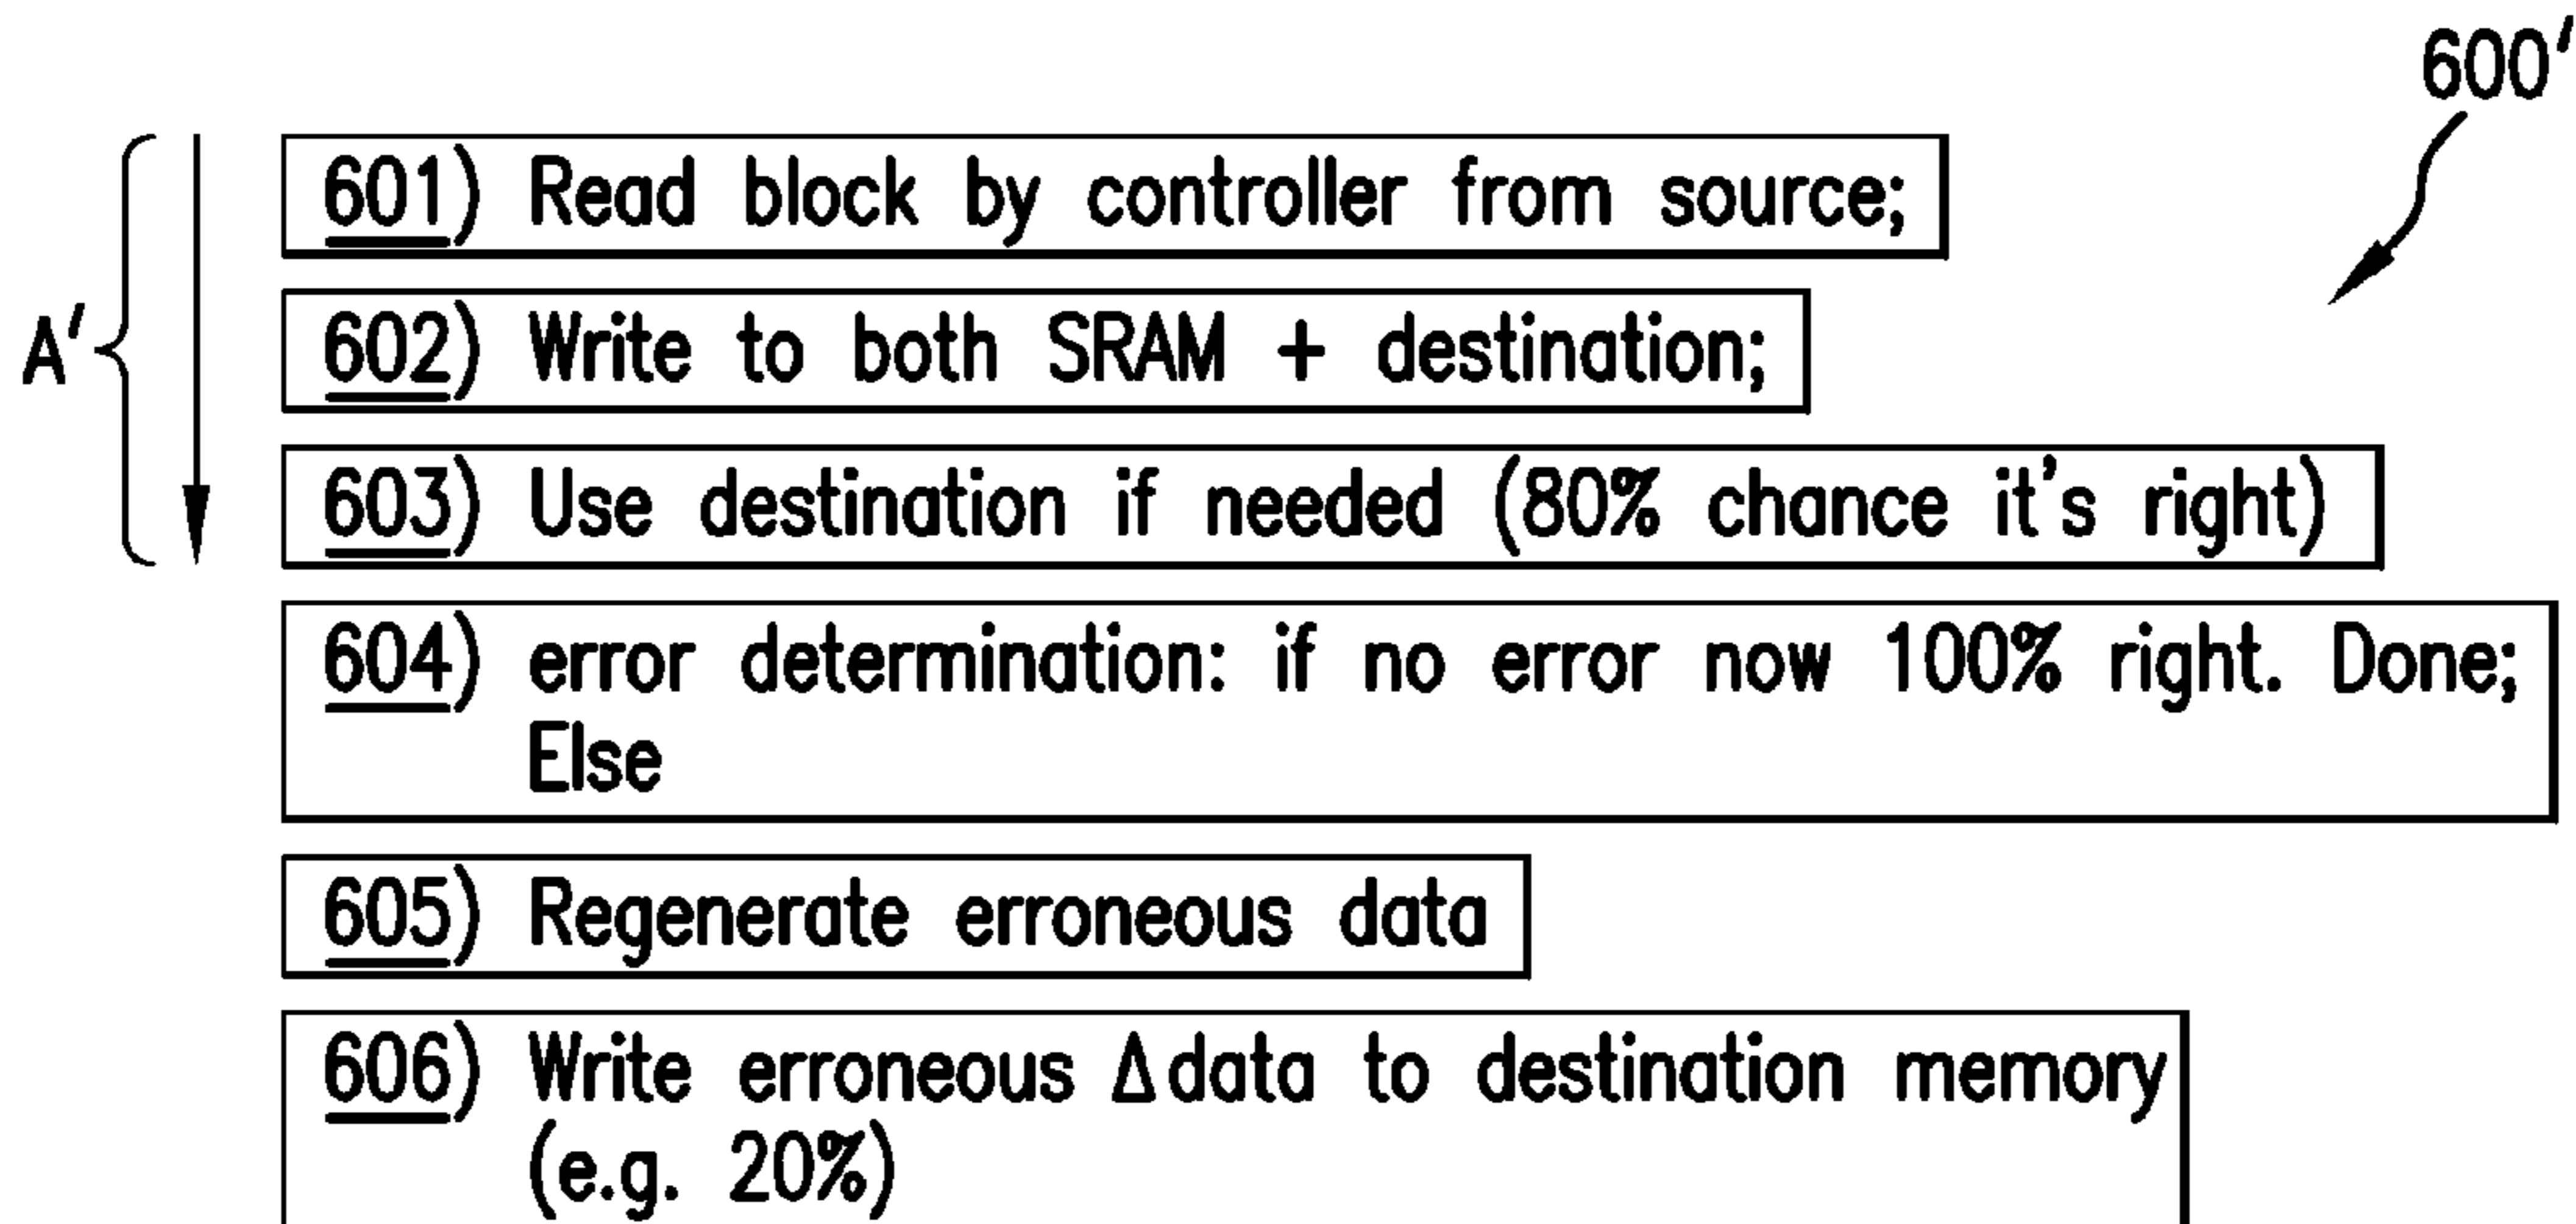 600'
A'
601) Read block by controller from source;
602) Write to both SRAM + destination;
603) Use destination if needed (80% chance it's right)
604) error determination: if no error now 100% right. Done;
Else
605) Regenerate erroneous data
606) Write erroneous Δdata to destination memory
(e.g. 20%)